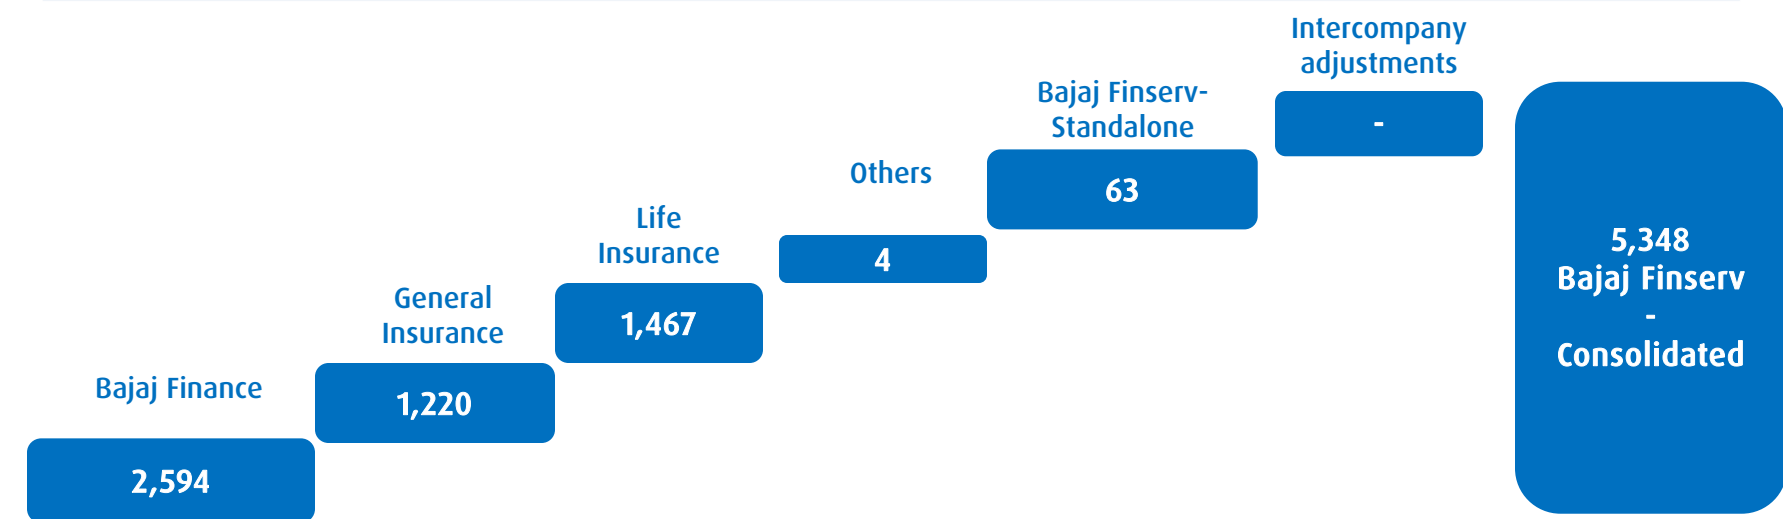 Bajaj Finance
2,594
General
Insurance
1,220
Life
Insurance
1,467
Others
4
Bajaj Finserv-
Standalone
63
Intercompany
adjustments
-
5,348
Bajaj Finserv
-
Consolidated